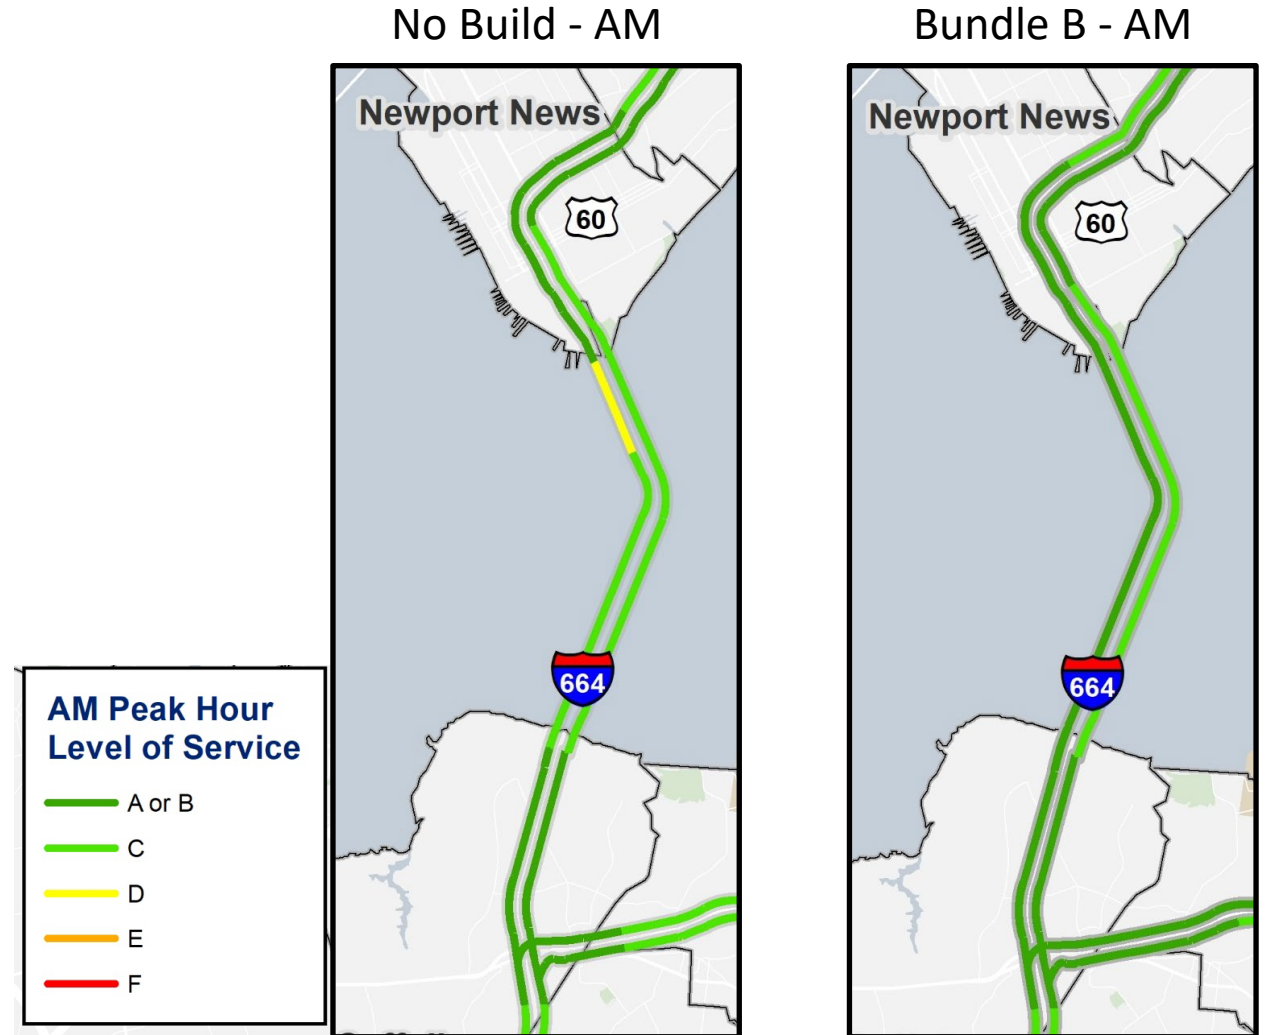 No Build - AM
Bundle B - AM
Newport News
60
664
Newport News
60
664
AM Peak Hour
Level of Service
A or B
C
D
E
F